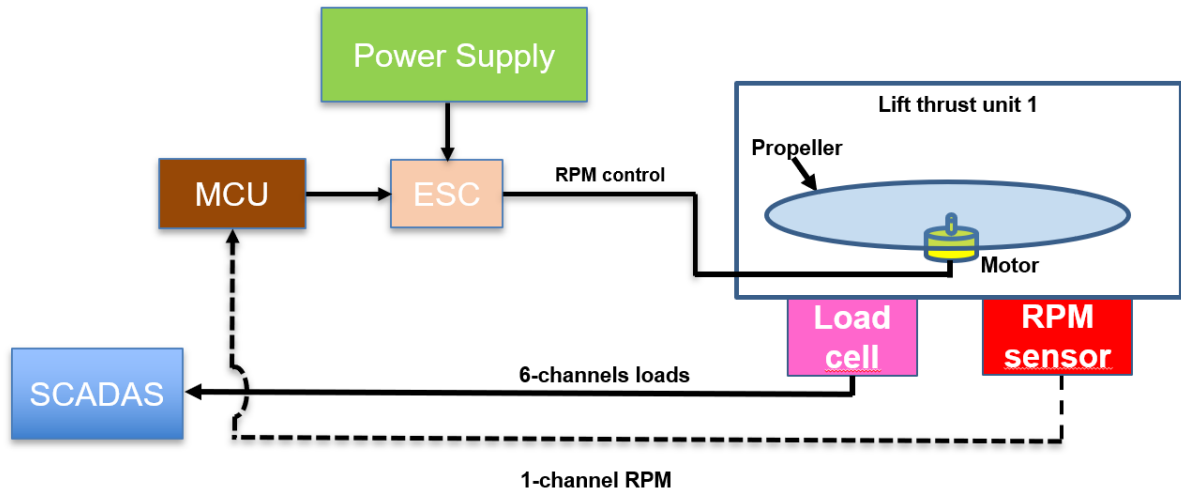 Power Supply
Lift thrust unit 1
Propeller
MCU
ESC
RPM control
Motor
Load
cell
RPM
sensor
SCADAS
6-channels loads
1-channel RPM